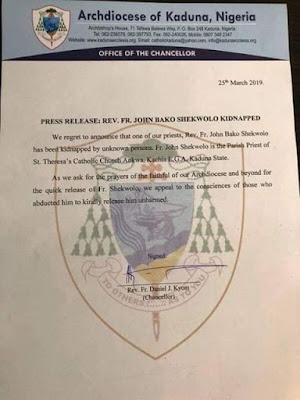 Archdiocese of Kaduna, Nigeria
OFFICE OF THE CHANCELLOR
25th March 2019.
PRESS RELEASE: REV. FR. JOHN BAKO SHEKWOLO KIDNAPPED
We regret to announce that one of our priests, Rev. Fr. John Bako Shekwolo
has been kidnapped by unknown persons. Fr. John Shekwolo is the Parish Priest of
St. Theresa's Catholic Church Ankwa, Kachia L.G.A, Kaduna State.
As we ask for the prayers of the faithful of our Archdiocese and beyond for
the quick release of Fr. Shekwolo, we appeal to the consciences of those who
abducted him to kindly release him unharmed.
Signed:
Rev. Fr. Daniel J. Kyom
(Chancellor)
TO OTHERS AS TO YOU